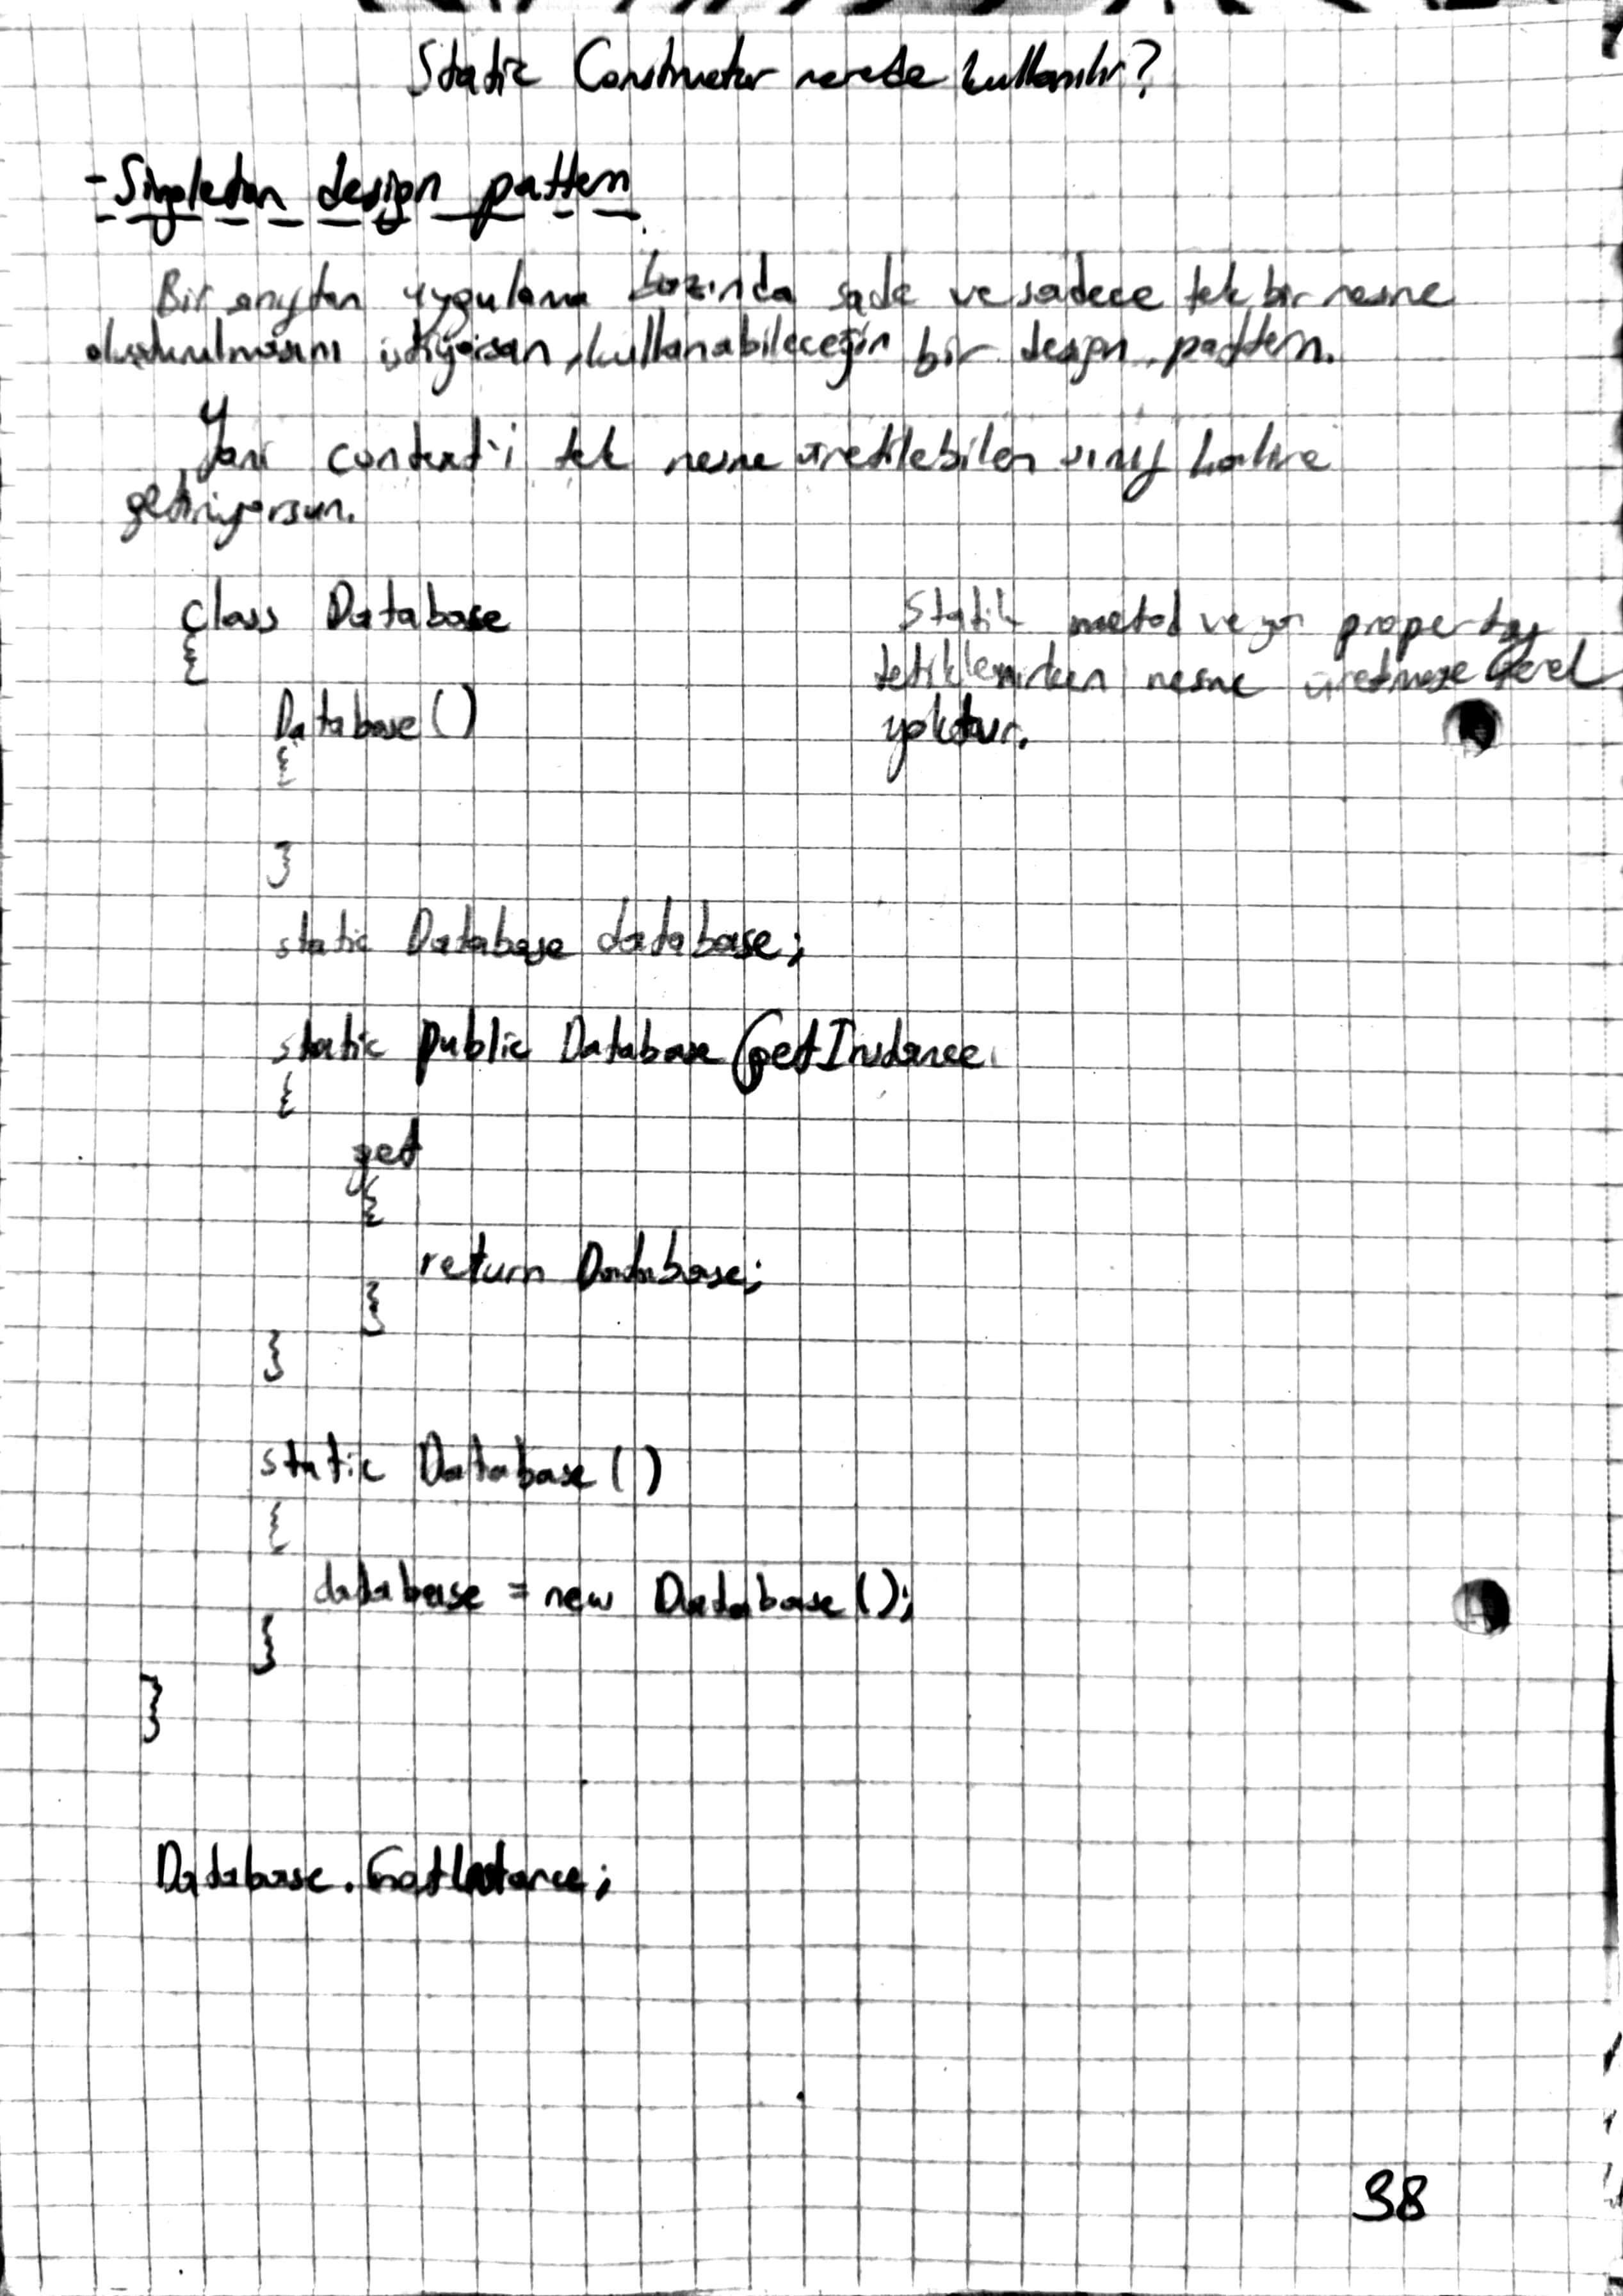 Static Constructor nerede kullanılır?
- Singleton design pattern
Bir sınıftan uygulama bazında sade ve sadece tek bir nesne
oluşturulmasını istiyorsan, kullanabileceğin bir design pattern.
Yani context'i tek nesne üretilebilen sınıf haline
getiriyorsun.
class Database
{
Statik metod veya property
tetiklenirken nesne üretmeye gerek
yoktur.
Database()
{
}
static Database database;
static public Database GetInstance
{
get
{
return Database;
}
}
static Database()
{
database = new Database();
}
}
Database.GetInstance;
38